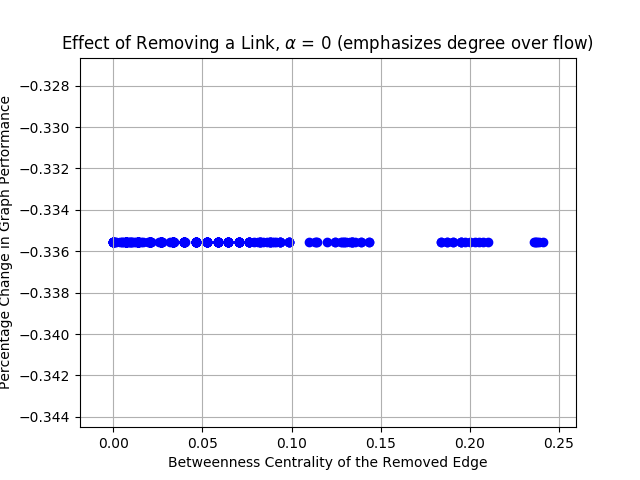 Effect of Removing a Link, α = 0 (emphasizes degree over flow)
Percentage Change in Graph Performance
−0.328
−0.330
−0.332
−0.334
−0.336
−0.338
−0.340
−0.342
−0.344
0.00 0.05 0.10 0.15 0.20 0.25
Betweenness Centrality of the Removed Edge